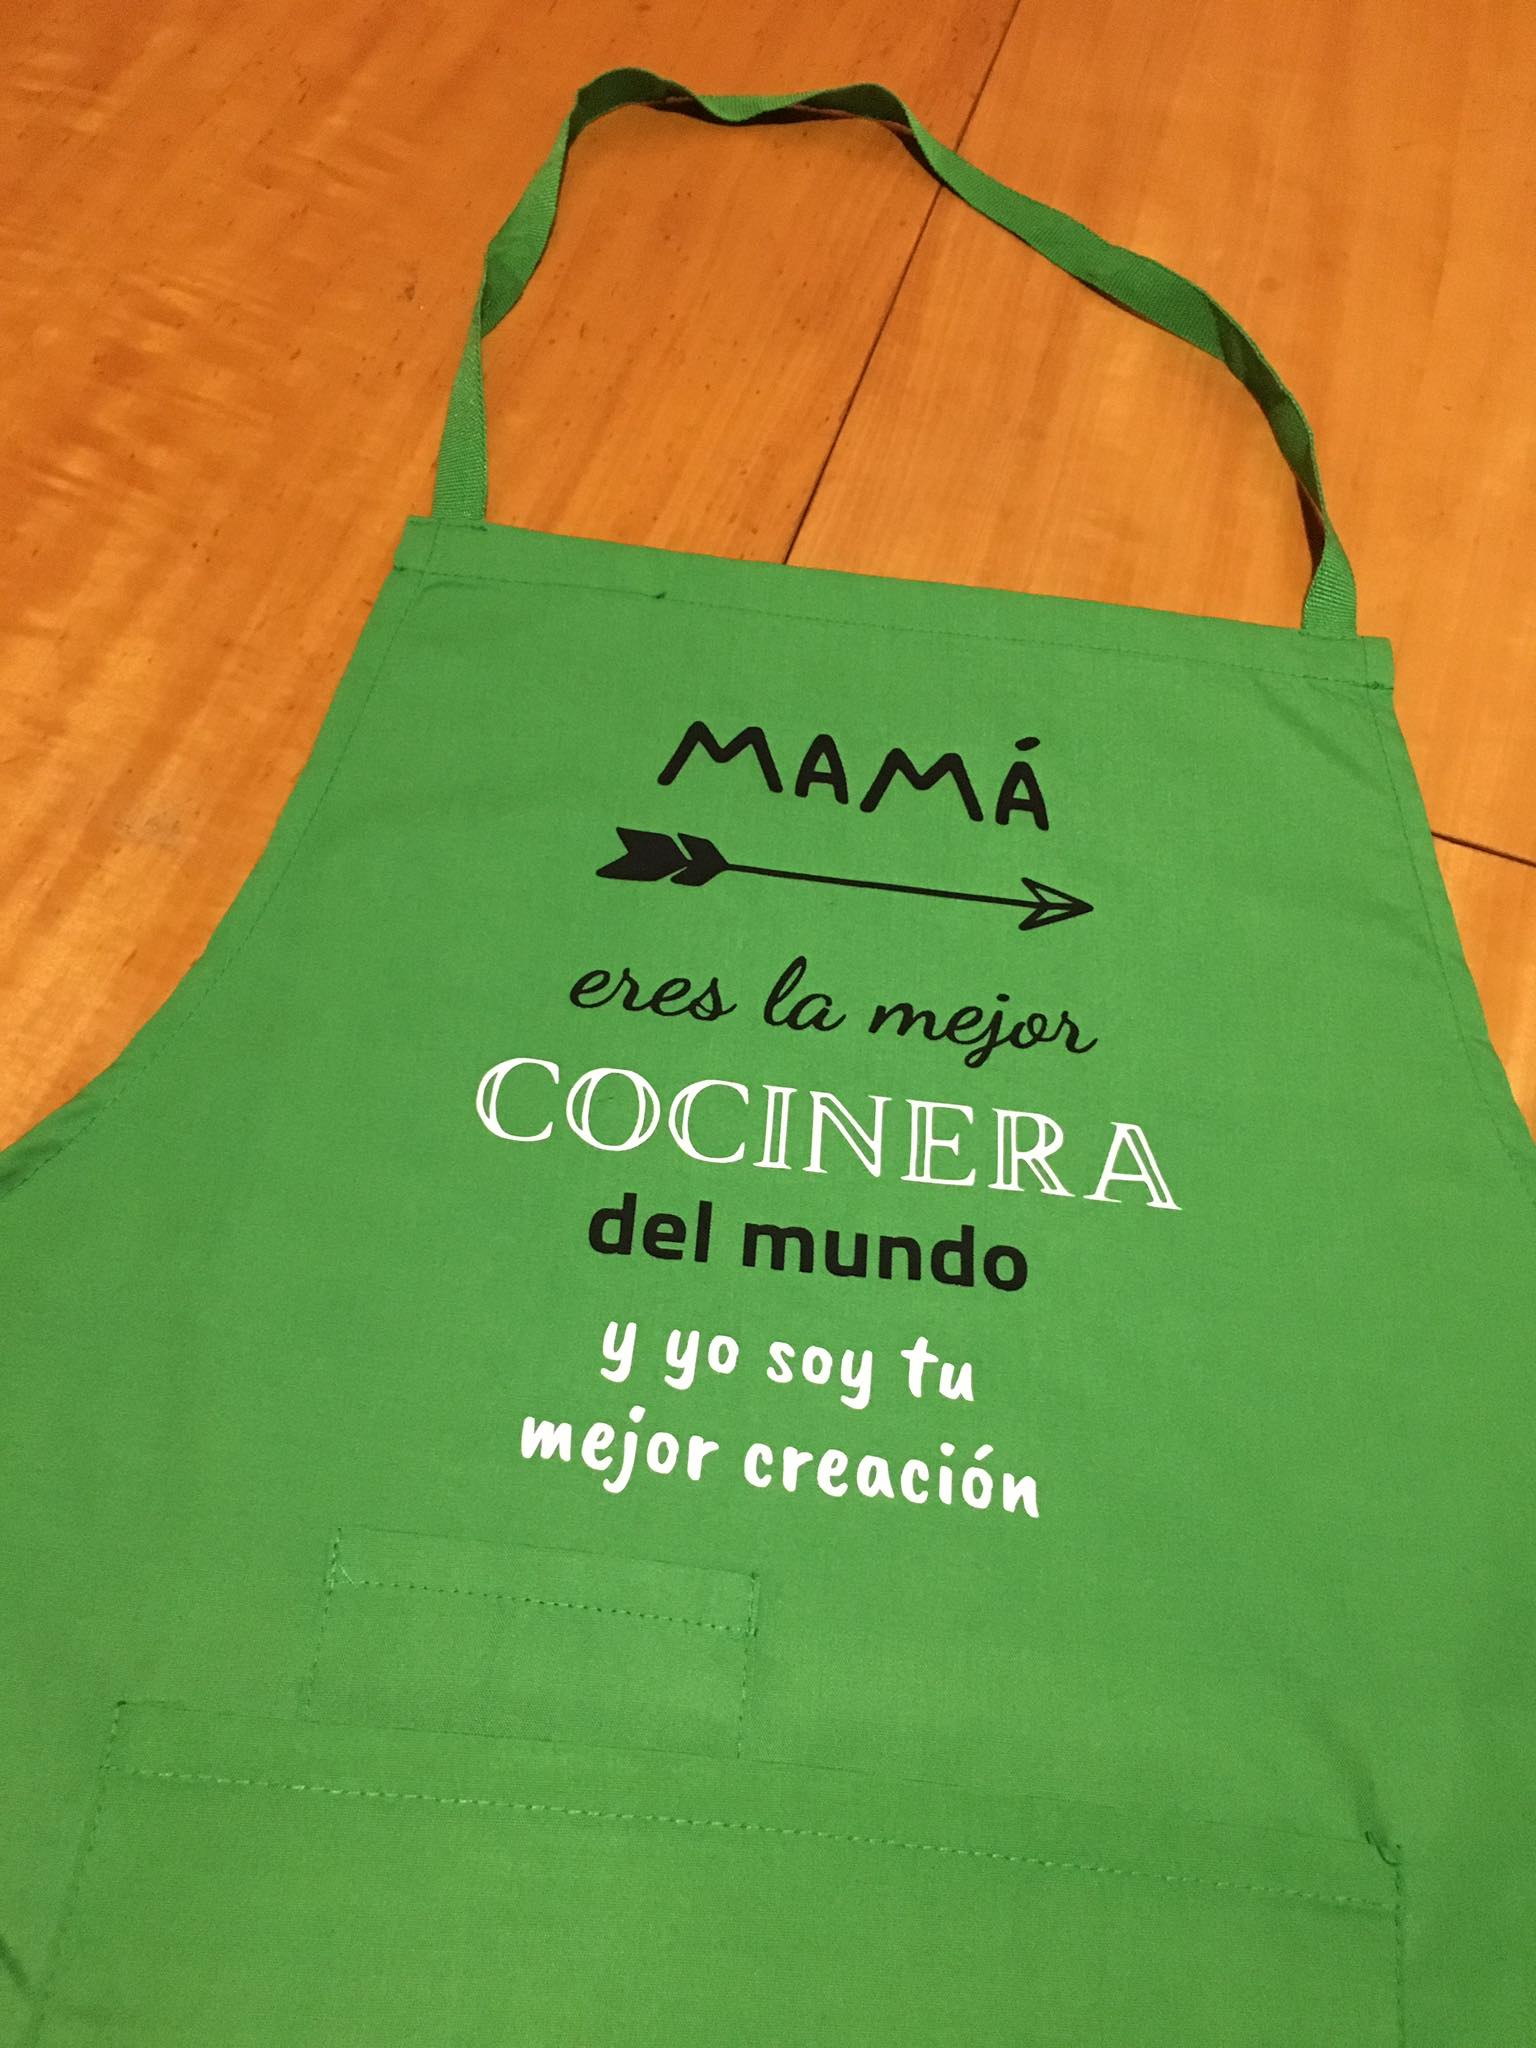 MAMÁ
eres la mejor
COCINERA
del mundo
y yo soy tu
mejor creación